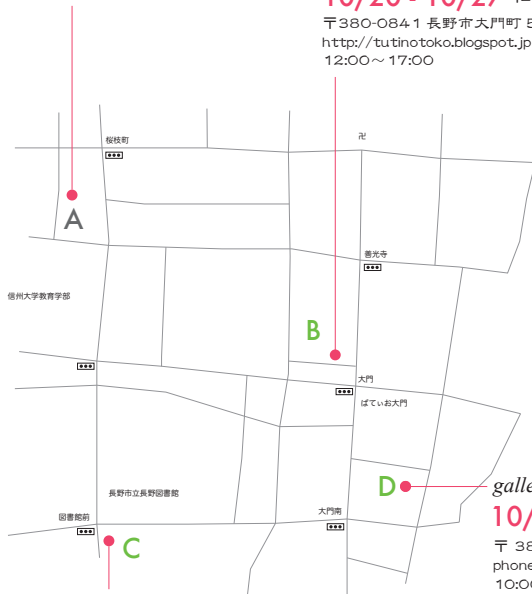 10/20 - 10/27
〒380-0841 長野市大門町 5
http://tutinotoko.blogspot.jp
12:00〜17:00
卍
桜枝町
A
善光寺
信州大学教育学部
B
大門
ぱてぃお大門
D
galle
10/
長野市立長野図書館
図書館前
大門南
C
〒 38
phone
10:00